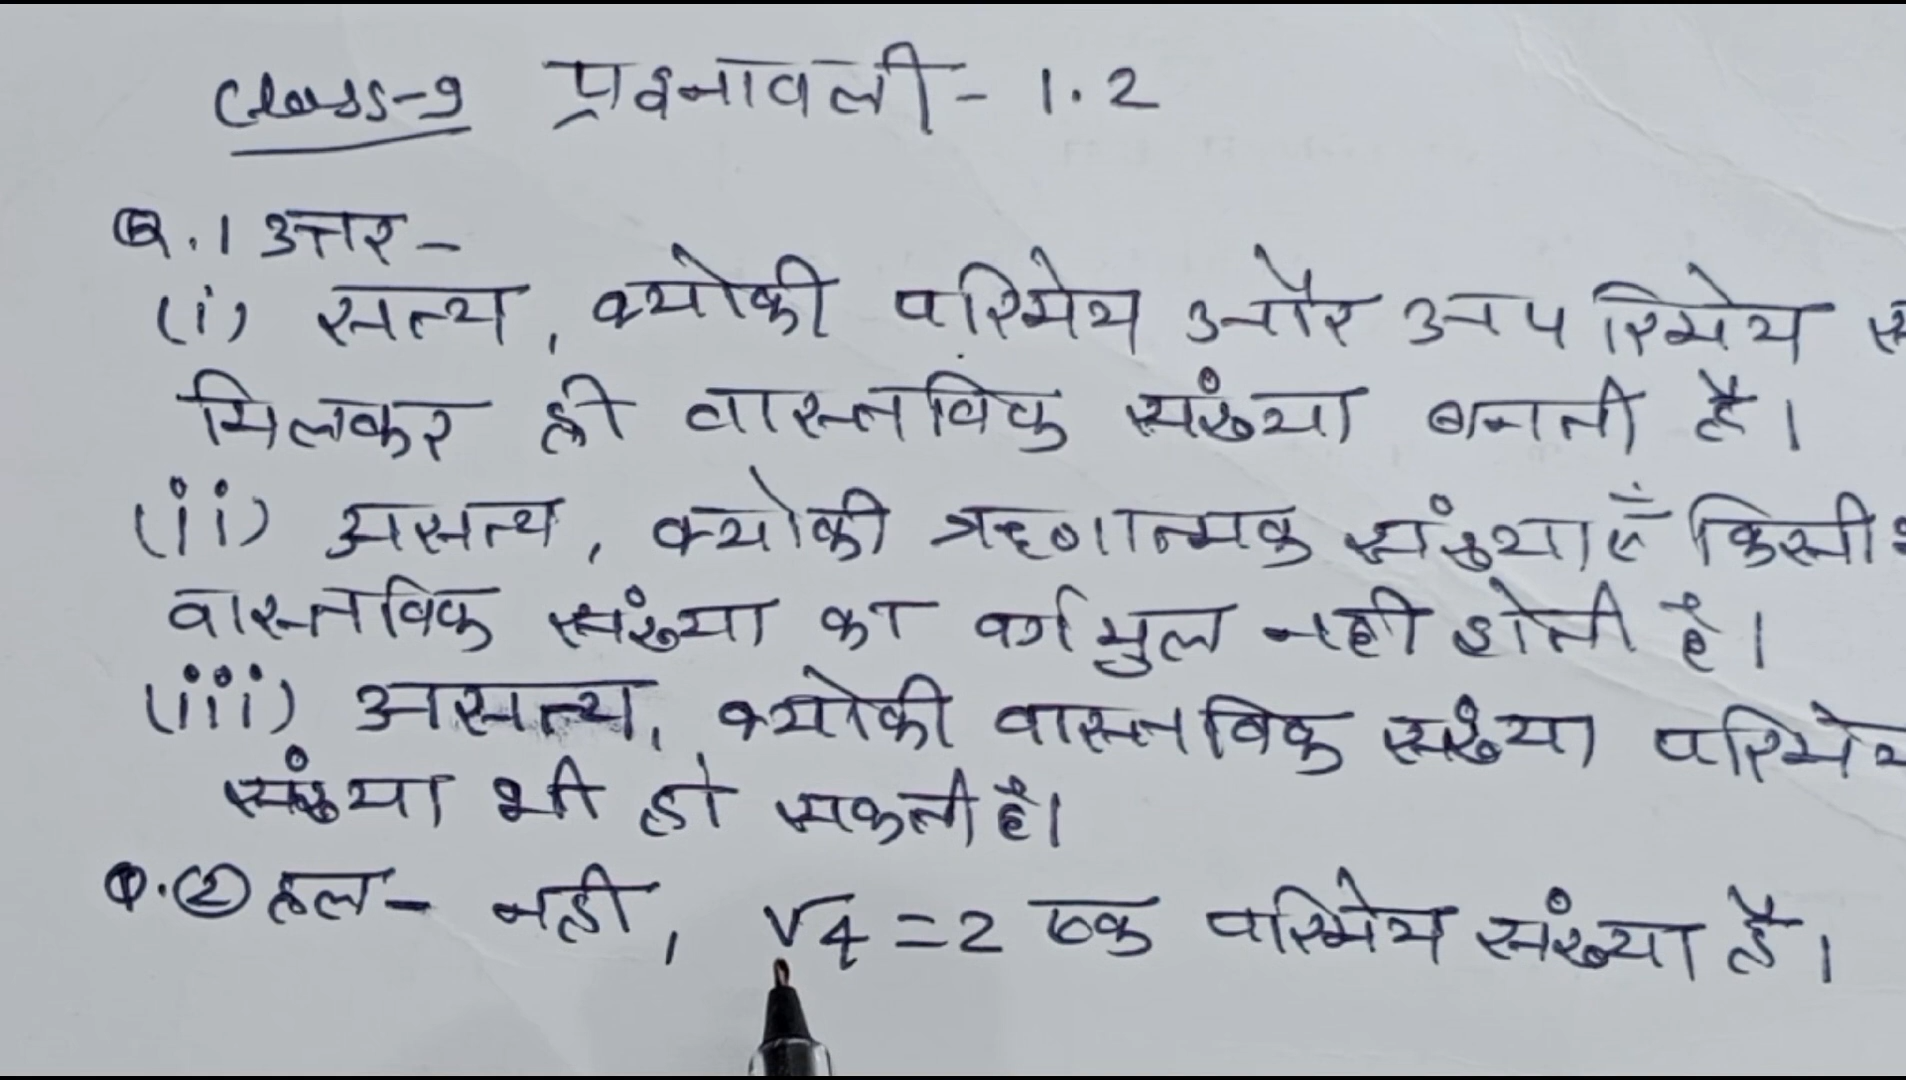 Class-9 प्रश्नावली - 1.2
Q.1 उत्तर-
(i) सत्य, क्योकी परिमेय और अपरिमेय
मिलकर ही वास्तविक संख्या बनती है।
(ii) असत्य, क्योकी ऋणात्मक संख्याएँ किसी
वास्तविक संख्या का वर्गमुल नही होती है।
(iii) असत्य, क्योकी वास्तविक संख्या परिमेय
संख्या भी हो सकती है।
Q.② हल- नही, √4 = 2 एक परिमेय संख्या है।